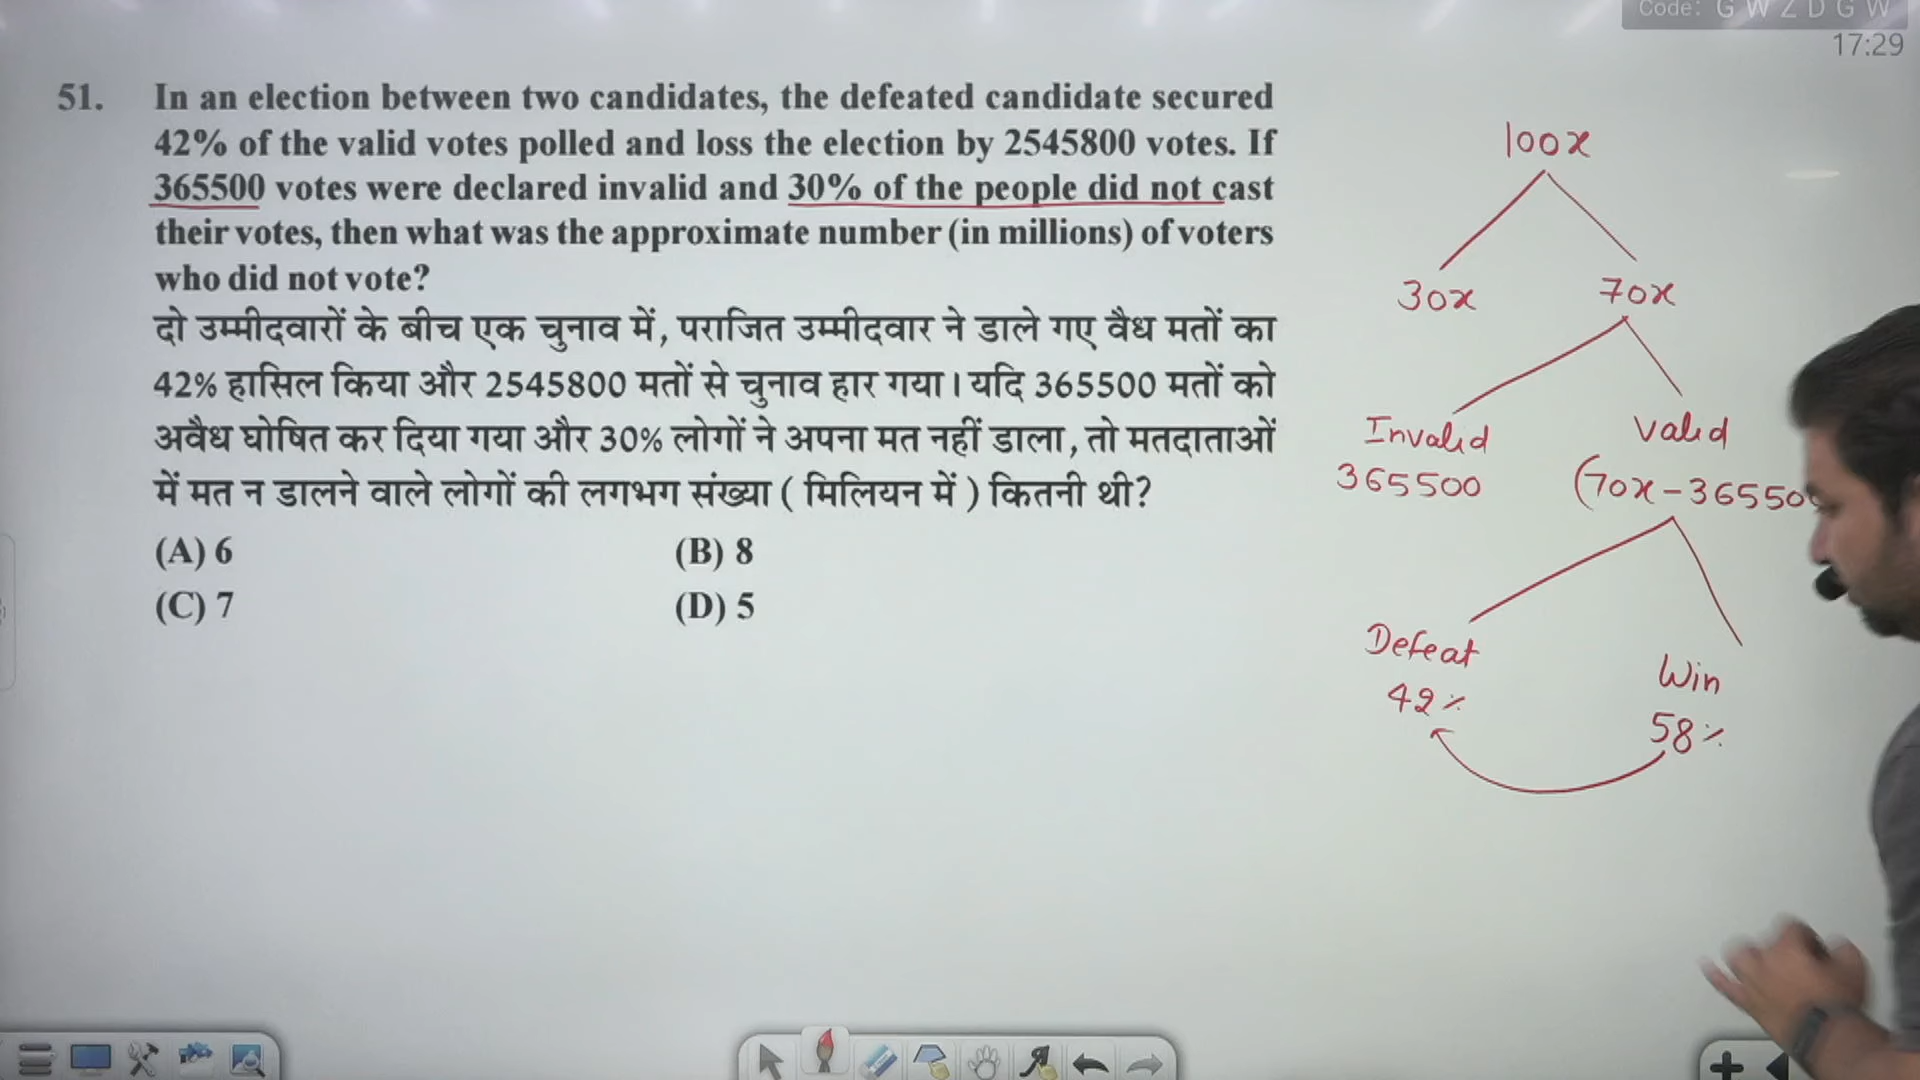 Code: G W Z D G W
17:29
51. In an election between two candidates, the defeated candidate secured
42% of the valid votes polled and loss the election by 2545800 votes. If
365500 votes were declared invalid and 30% of the people did not cast
their votes, then what was the approximate number (in millions) of voters
who did not vote?
दो उम्मीदवारों के बीच एक चुनाव में, पराजित उम्मीदवार ने डाले गए वैध मतों का
42% हासिल किया और 2545800 मतों से चुनाव हार गया। यदि 365500 मतों को
अवैध घोषित कर दिया गया और 30% लोगों ने अपना मत नहीं डाला, तो मतदाताओं
में मत न डालने वाले लोगों की लगभग संख्या ( मिलियन में ) कितनी थी?
(A) 6 (B) 8
(C) 7 (D) 5
100x
30x 70x
Invalid valid
365500 (70x-36550
Defeat Win
42% 58%